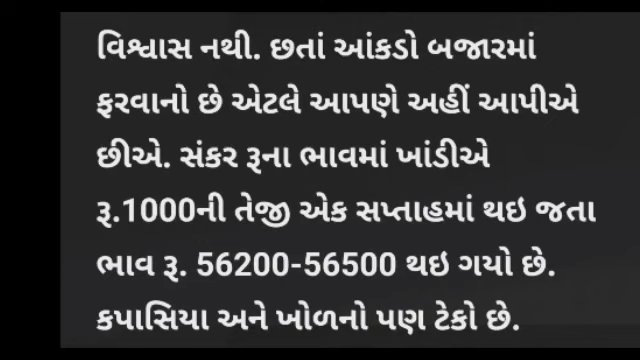 વિશ્વાસ નથી. છતાં આંકડો બજારમાં
ફરવાનો છે એટલે આપણે અહીં આપીએ
છીએ. સંકર રૂના ભાવમાં ખાંડીએ
રૂ.1000ની તેજી એક સપ્તાહમાં થઇ જતા
ભાવ રૂ. 56200-56500 થઇ ગયો છે.
કપાસિયા અને ખોળનો પણ ટેકો છે.